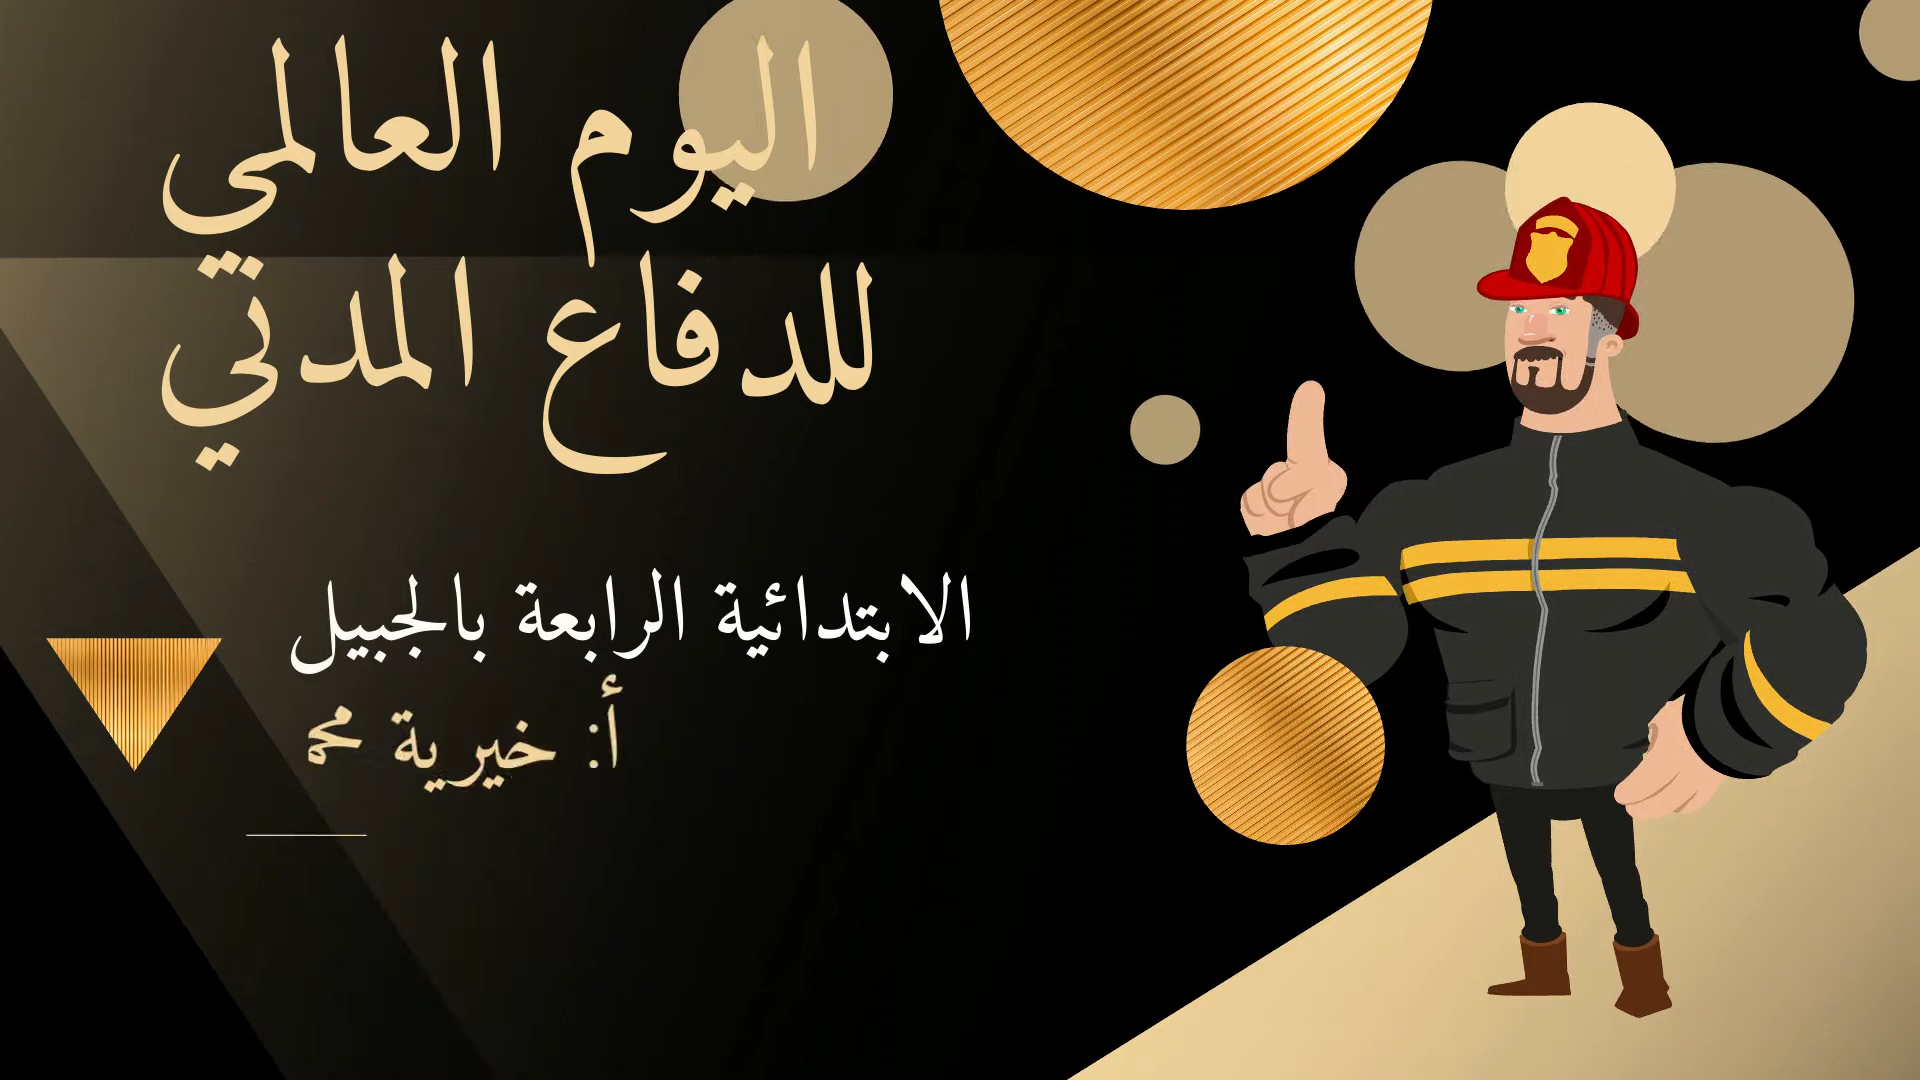 اليوم العالمي
للدفاع المدني
الابتدائية الرابعة بالجبيل
أ: خيرية